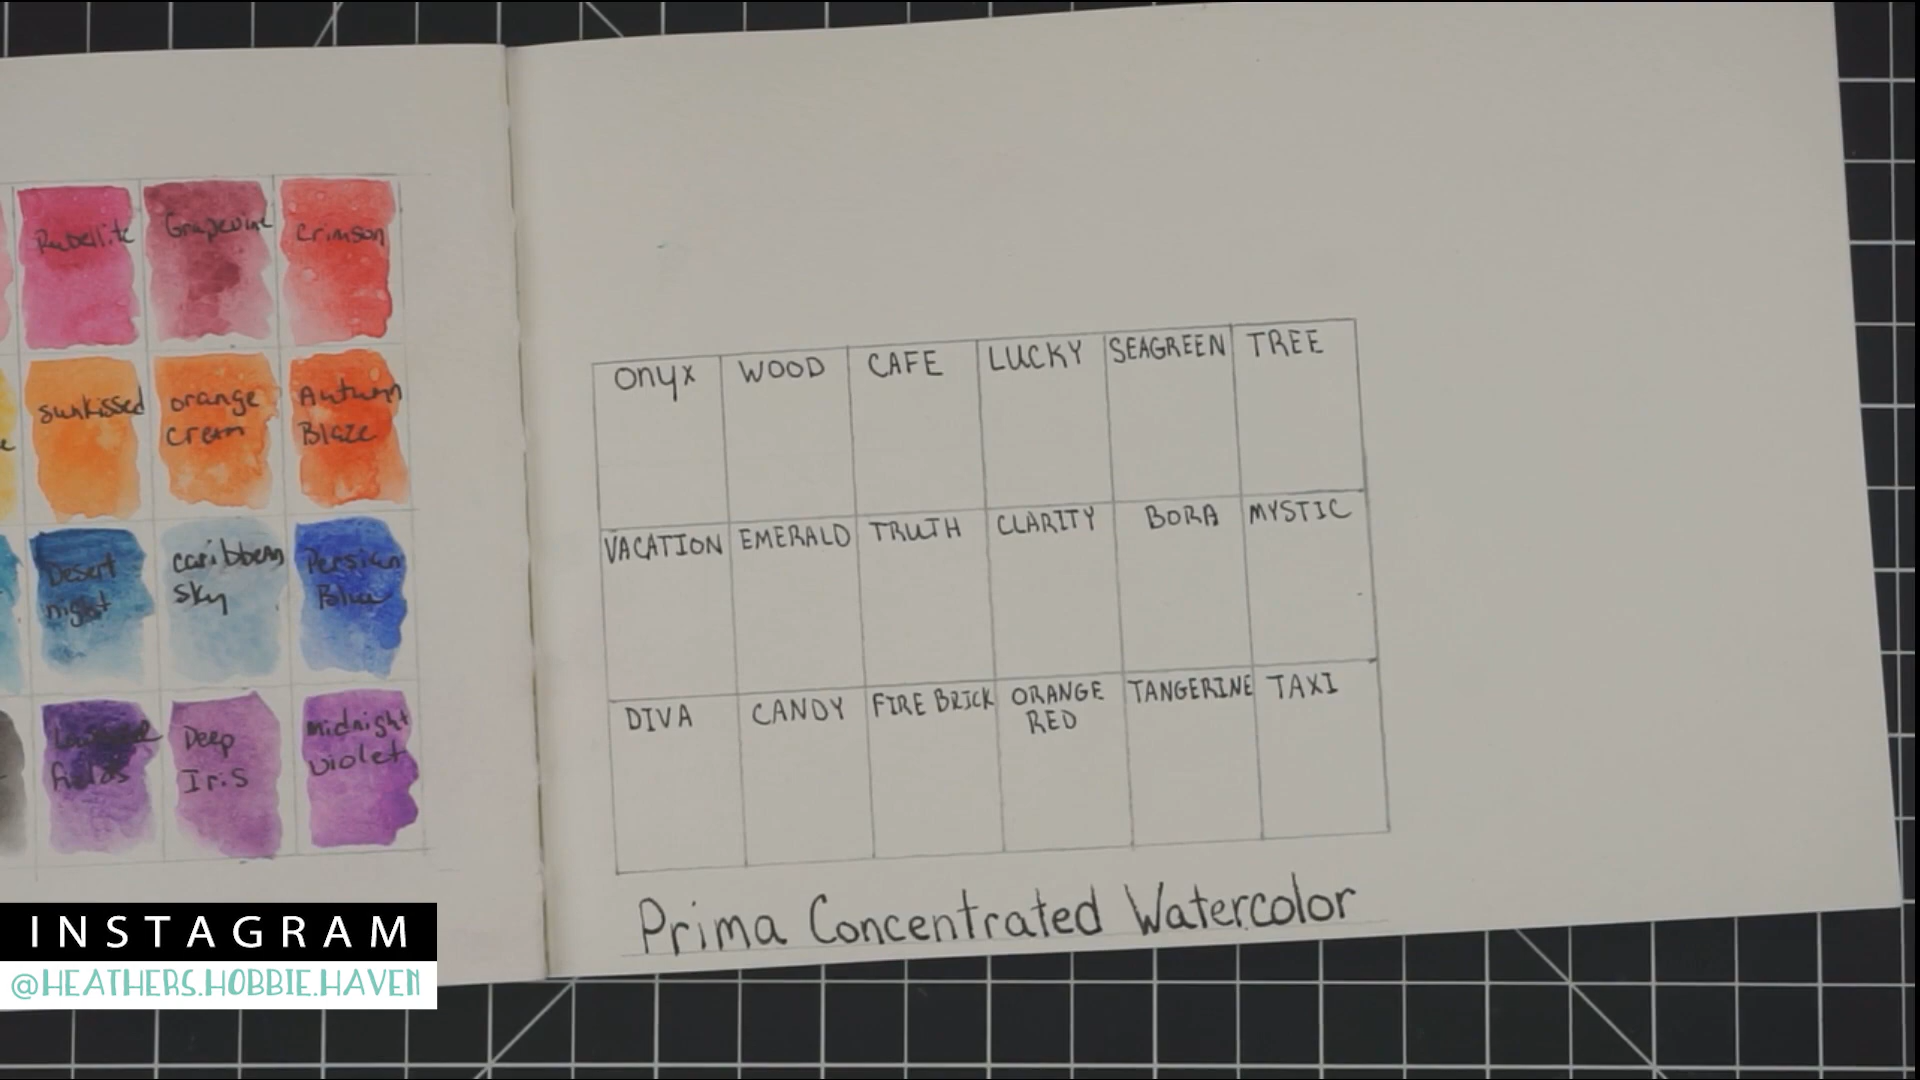 Rubellite
Grapevine
Crimson
sunkissed
orange
cream
Autumn
Blaze
Desert
night
caribbean
sky
Persian
Blue
fields
Deep
Iris
midnight
violet
onyx
WOOD
CAFE
LUCKY
SEAGREEN
TREE
VACATION
EMERALD
TRUTH
CLARITY
BORA
MYSTIC
DIVA
CANDY
FIRE BRICK
ORANGE
RED
TANGERINE
TAXI
Prima Concentrated Watercolor
INSTAGRAM
@HEATHERS.HOBBIE.HAVEN